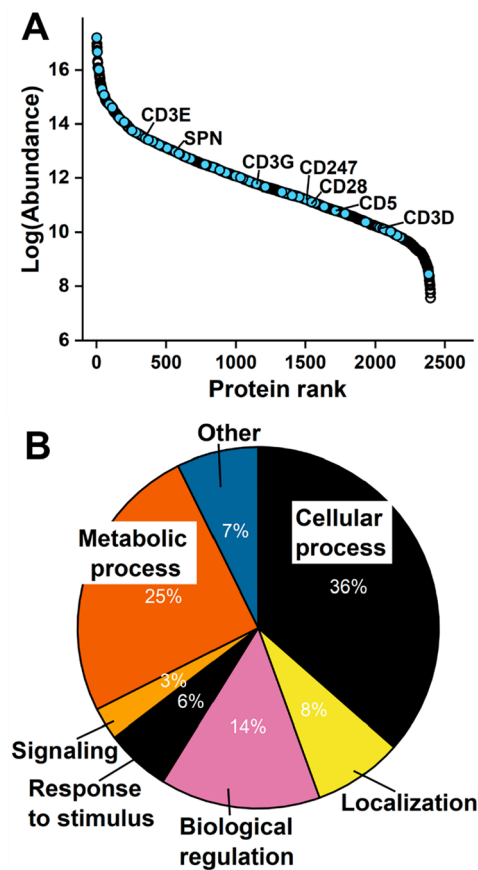 A
Log(Abundance)
16
14
12
10
8
6
CD3E
SPN
CD3G
CD247
CD28
CD5
CD3D
0
500
1000
1500
2000
2500
Protein rank
B
Other
7%
Cellular
process
36%
Metabolic
process
25%
3%
6%
8%
14%
Signaling
Response
to stimulus
Localization
Biological
regulation